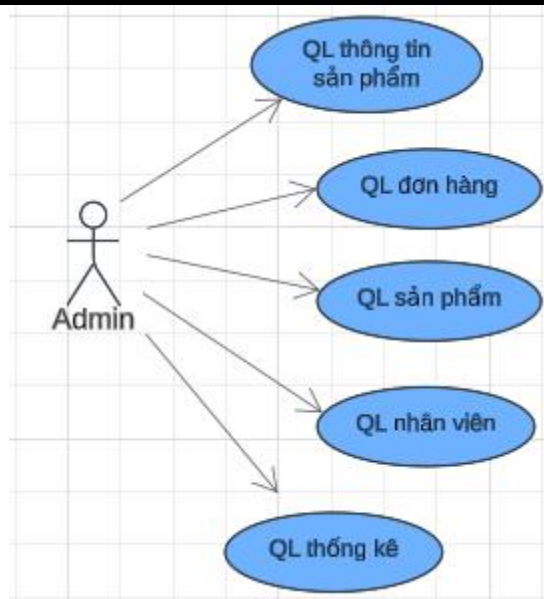 QL thông tin
sản phẩm
QL đơn hàng
QL sản phẩm
Admin
QL nhân viên
QL thống kê